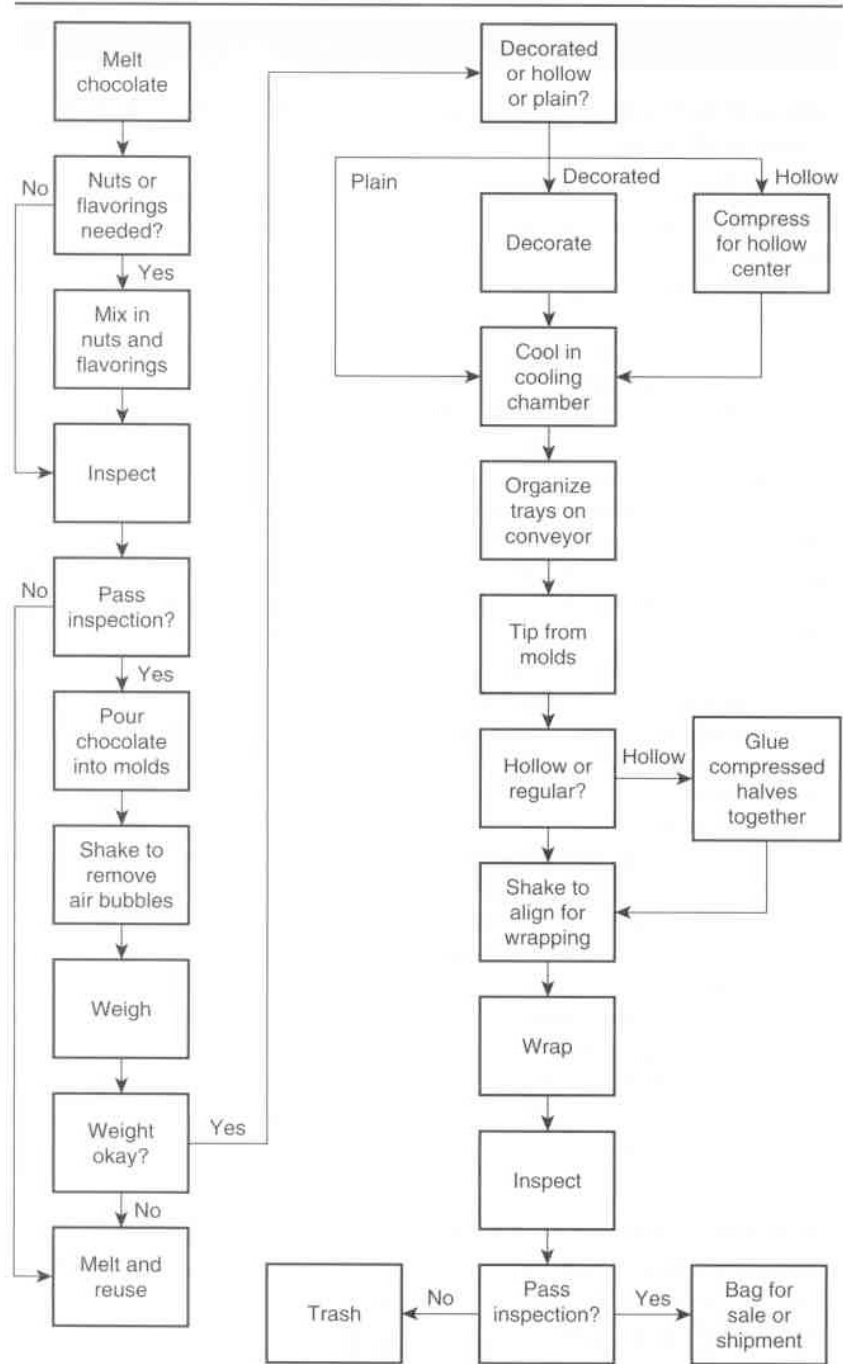 Melt
chocolate
No
Nuts or
flavorings
needed?
Yes
Mix in
nuts and
flavorings
Inspect
No
Pass
inspection?
Yes
Pour
chocolate
into molds
Shake to
remove
air bubbles
Weigh
Weight
okay?
Yes
No
Melt and
reuse
Decorated
or hollow
or plain?
Plain
Decorated
Hollow
Decorate
Compress
for hollow
center
Cool in
cooling
chamber
Organize
trays on
conveyor
Tip from
molds
Hollow or
regular?
Hollow
Glue
compressed
halves
together
Shake to
align for
wrapping
Wrap
Inspect
Pass
inspection?
No
Trash
Yes
Bag for
sale or
shipment